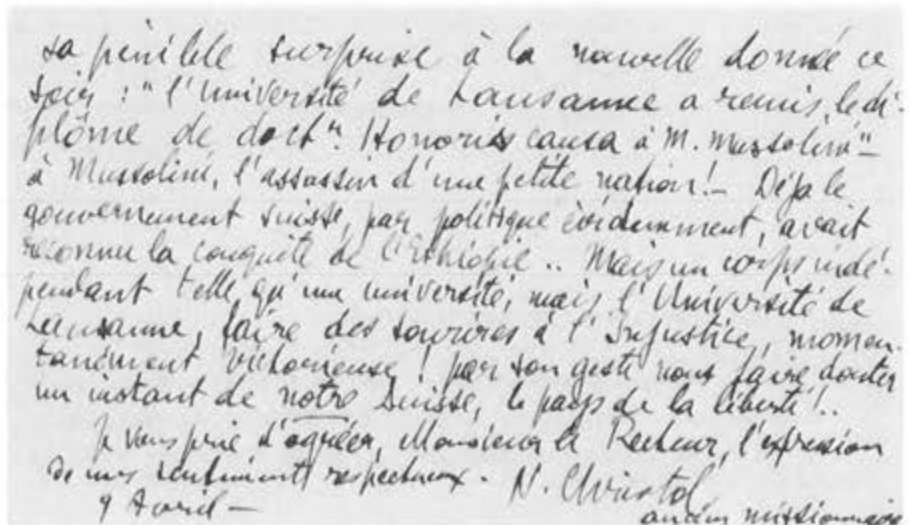 sa pénible surprise à la nouvelle donnée ce
soir : "l'Université de Lausanne a remis le di-
plôme de doct.ʳ Honoris causa à M. Mussolini" -
à Mussolini, l'assassin d'une petite nation ! - Déjà le
gouvernement suisse, par politique évidemment, avait
reconnu la conquête de l'Ethiopie .. Mais un corps indé-
pendant telle qu'une université, mais l'Université de
Lausanne, faire des sourires à l'Injustice, momen-
tanément victorieuse ! par son geste nous faire douter
un instant de notre Suisse, le pays de la liberté !..
Je vous prie d'agréer, Monsieur le Recteur, l'expression
de mes sentiments respectueux. N. Christol
9 Avril - ancien missionnaire